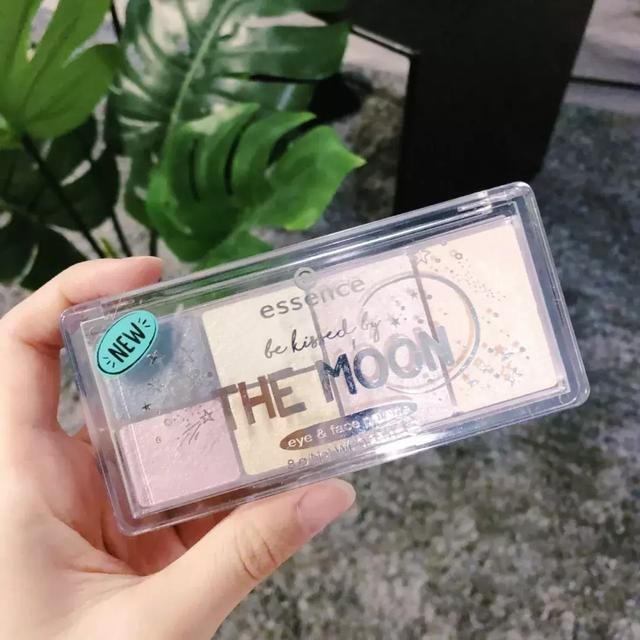 NEW
essence
be kissed by
THE MOON
eye & face palette